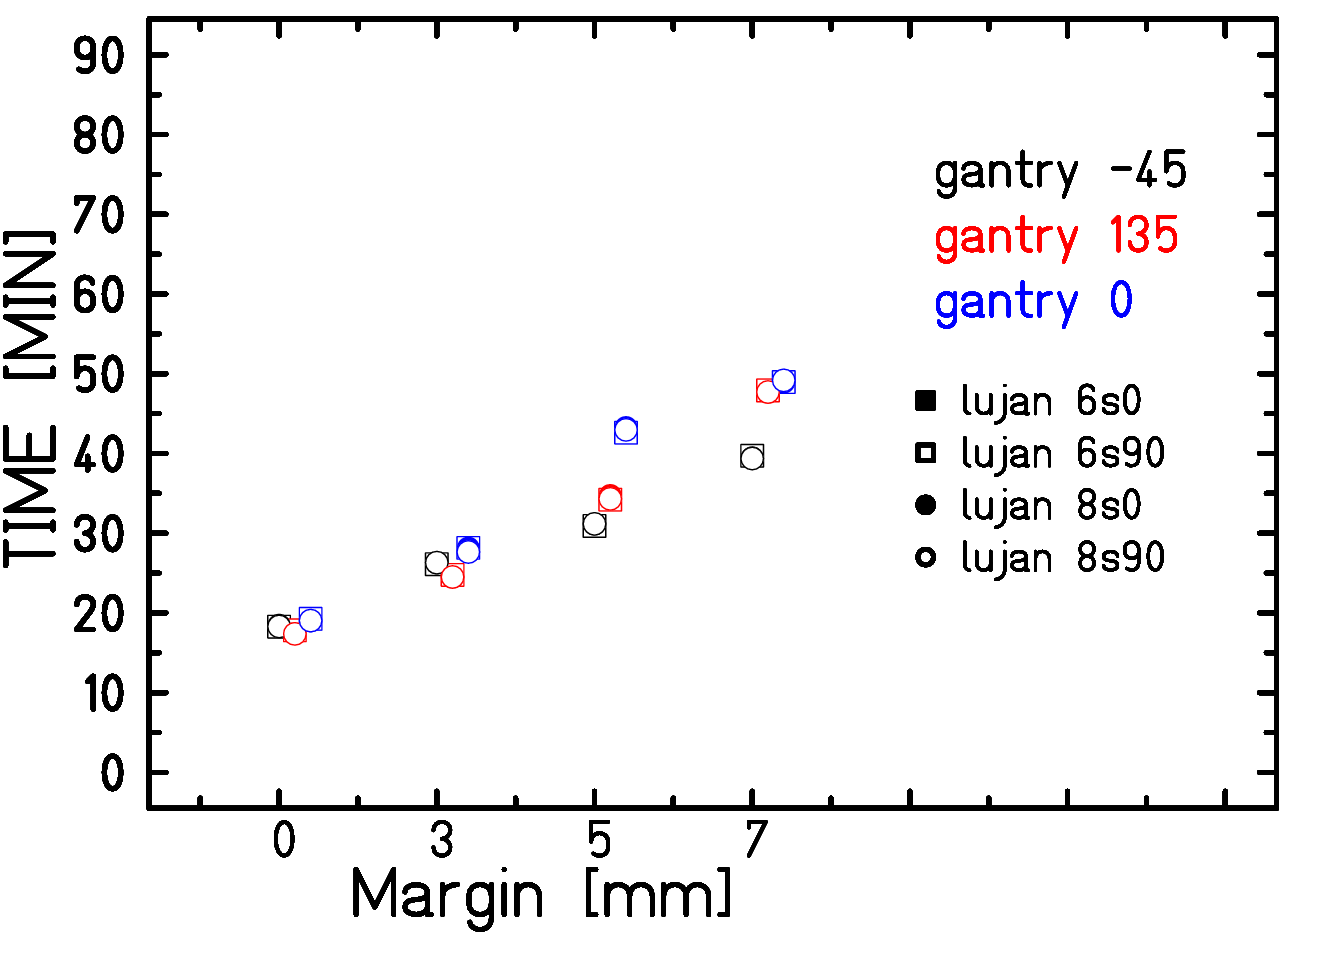 90
80
70
60
50
40
30
20
10
0
TIME [MIN]
gantry -45
gantry 135
gantry 0
lujan 6s0
lujan 6s90
lujan 8s0
lujan 8s90
0 3 5 7
Margin [mm]